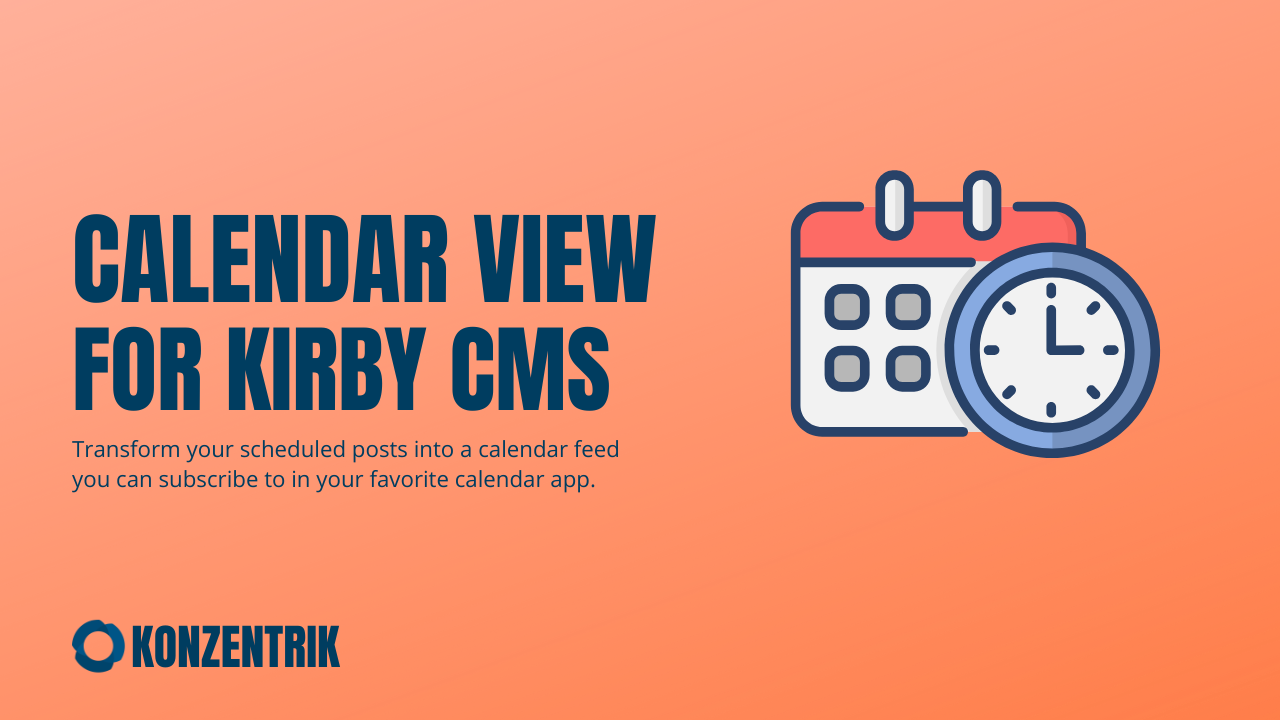 CALENDAR VIEW
FOR KIRBY CMS
Transform your scheduled posts into a calendar feed
you can subscribe to in your favorite calendar app.
KONZENTRIK